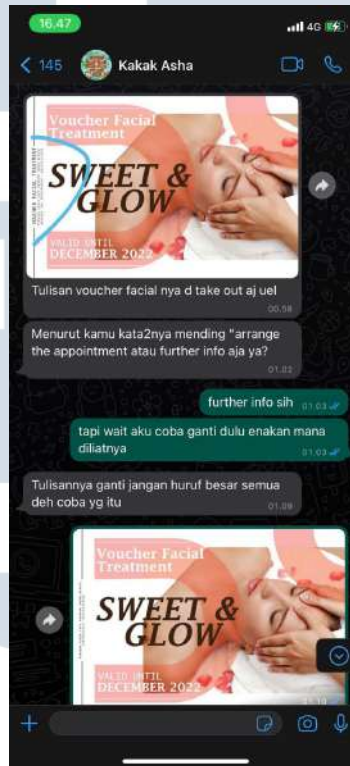 16.47
4G
145
Kakak Asha
Voucher Facial
Treatment
SWEET &
GLOW
VALID UNTIL
DECEMBER 2022
Tulisan voucher facial nya d take out aj uel
00.58
Menurut kamu kata2nya mending "arrange
the appointment atau further info aja ya?
01.02
further info sih
01.03
tapi wait aku coba ganti dulu enakan mana
diliatnya
01.03
Tulisannya ganti jangan huruf besar semua
deh coba yg itu
01.09
Voucher Facial
Treatment
SWEET &
GLOW
VALID UNTIL
DECEMBER 2022